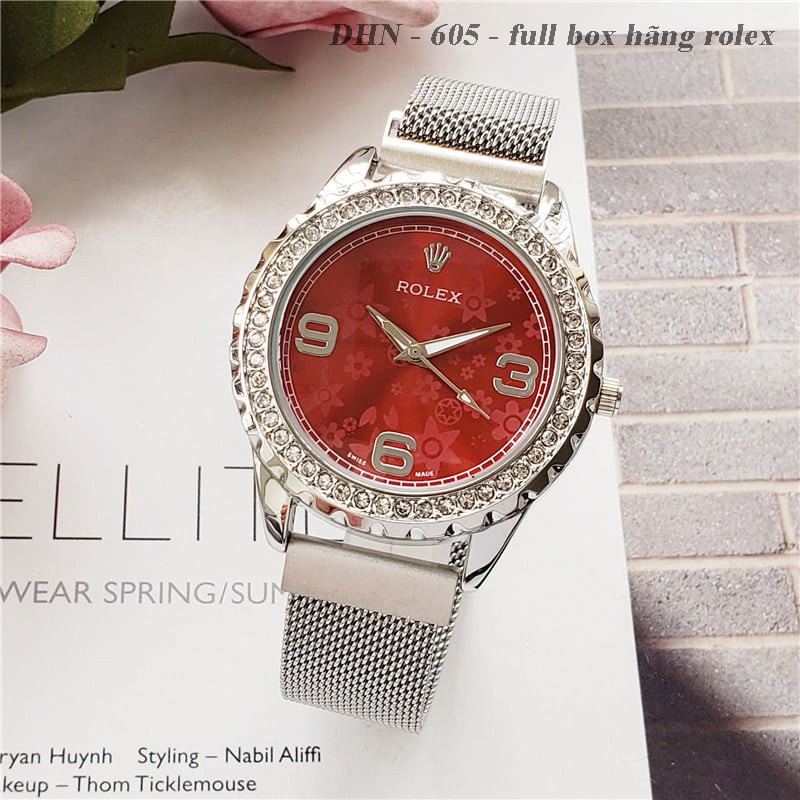 DHN - 605 - full box hãng rolex
ROLEX
9
3
6
SWISS MADE
ELLIT
WEAR SPRING/SUM
ryan Huynh Styling – Nabil Aliffi
keup – Thom Ticklemouse